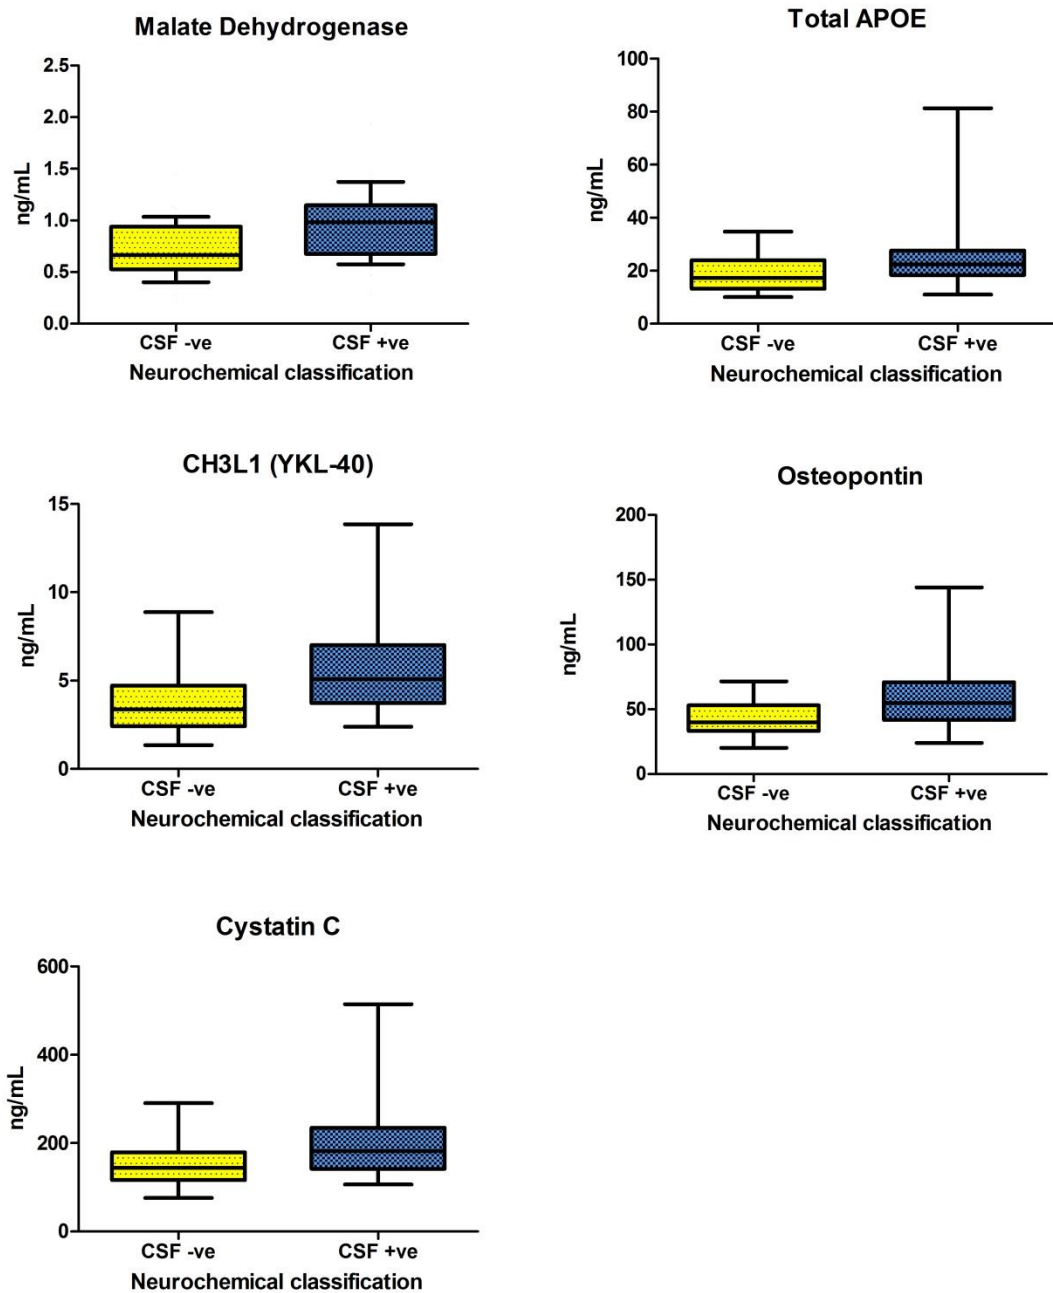 Malate Dehydrogenase
2.5
2.0
1.5
1.0
0.5
0.0
ng/mL
CSF -ve
CSF +ve
Neurochemical classification
Total APOE
100
80
60
40
20
0
ng/mL
CSF -ve
CSF +ve
Neurochemical classification
CH3L1 (YKL-40)
15
10
5
0
ng/mL
CSF -ve
CSF +ve
Neurochemical classification
Osteopontin
200
150
100
50
0
ng/mL
CSF -ve
CSF +ve
Neurochemical classification
Cystatin C
600
400
200
0
ng/mL
CSF -ve
CSF +ve
Neurochemical classification